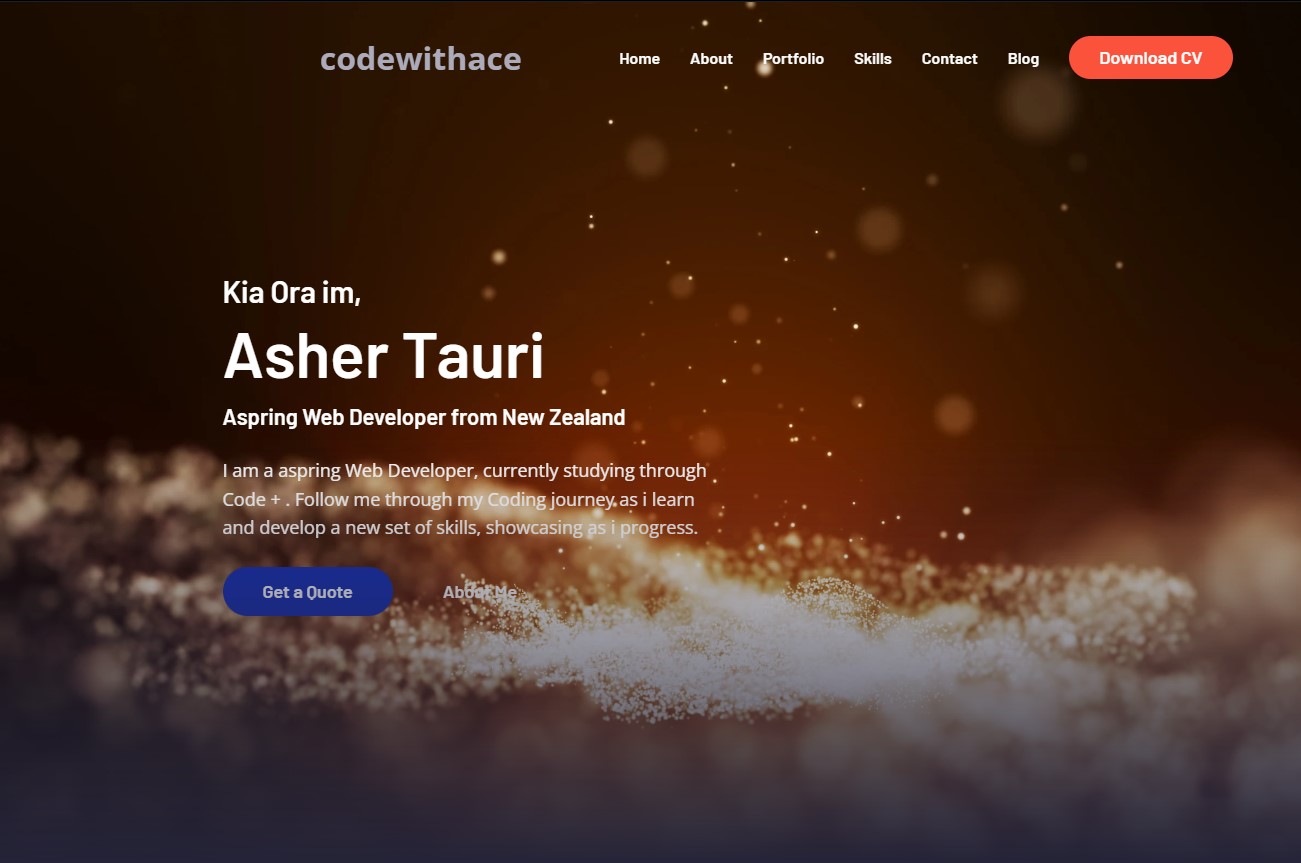 codewithace
Home About Portfolio Skills Contact Blog Download CV
Kia Ora im,
Asher Tauri
Aspring Web Developer from New Zealand
I am a aspring Web Developer, currently studying through
Code + . Follow me through my Coding journey as i learn
and develop a new set of skills, showcasing as i progress.
Get a Quote About Me